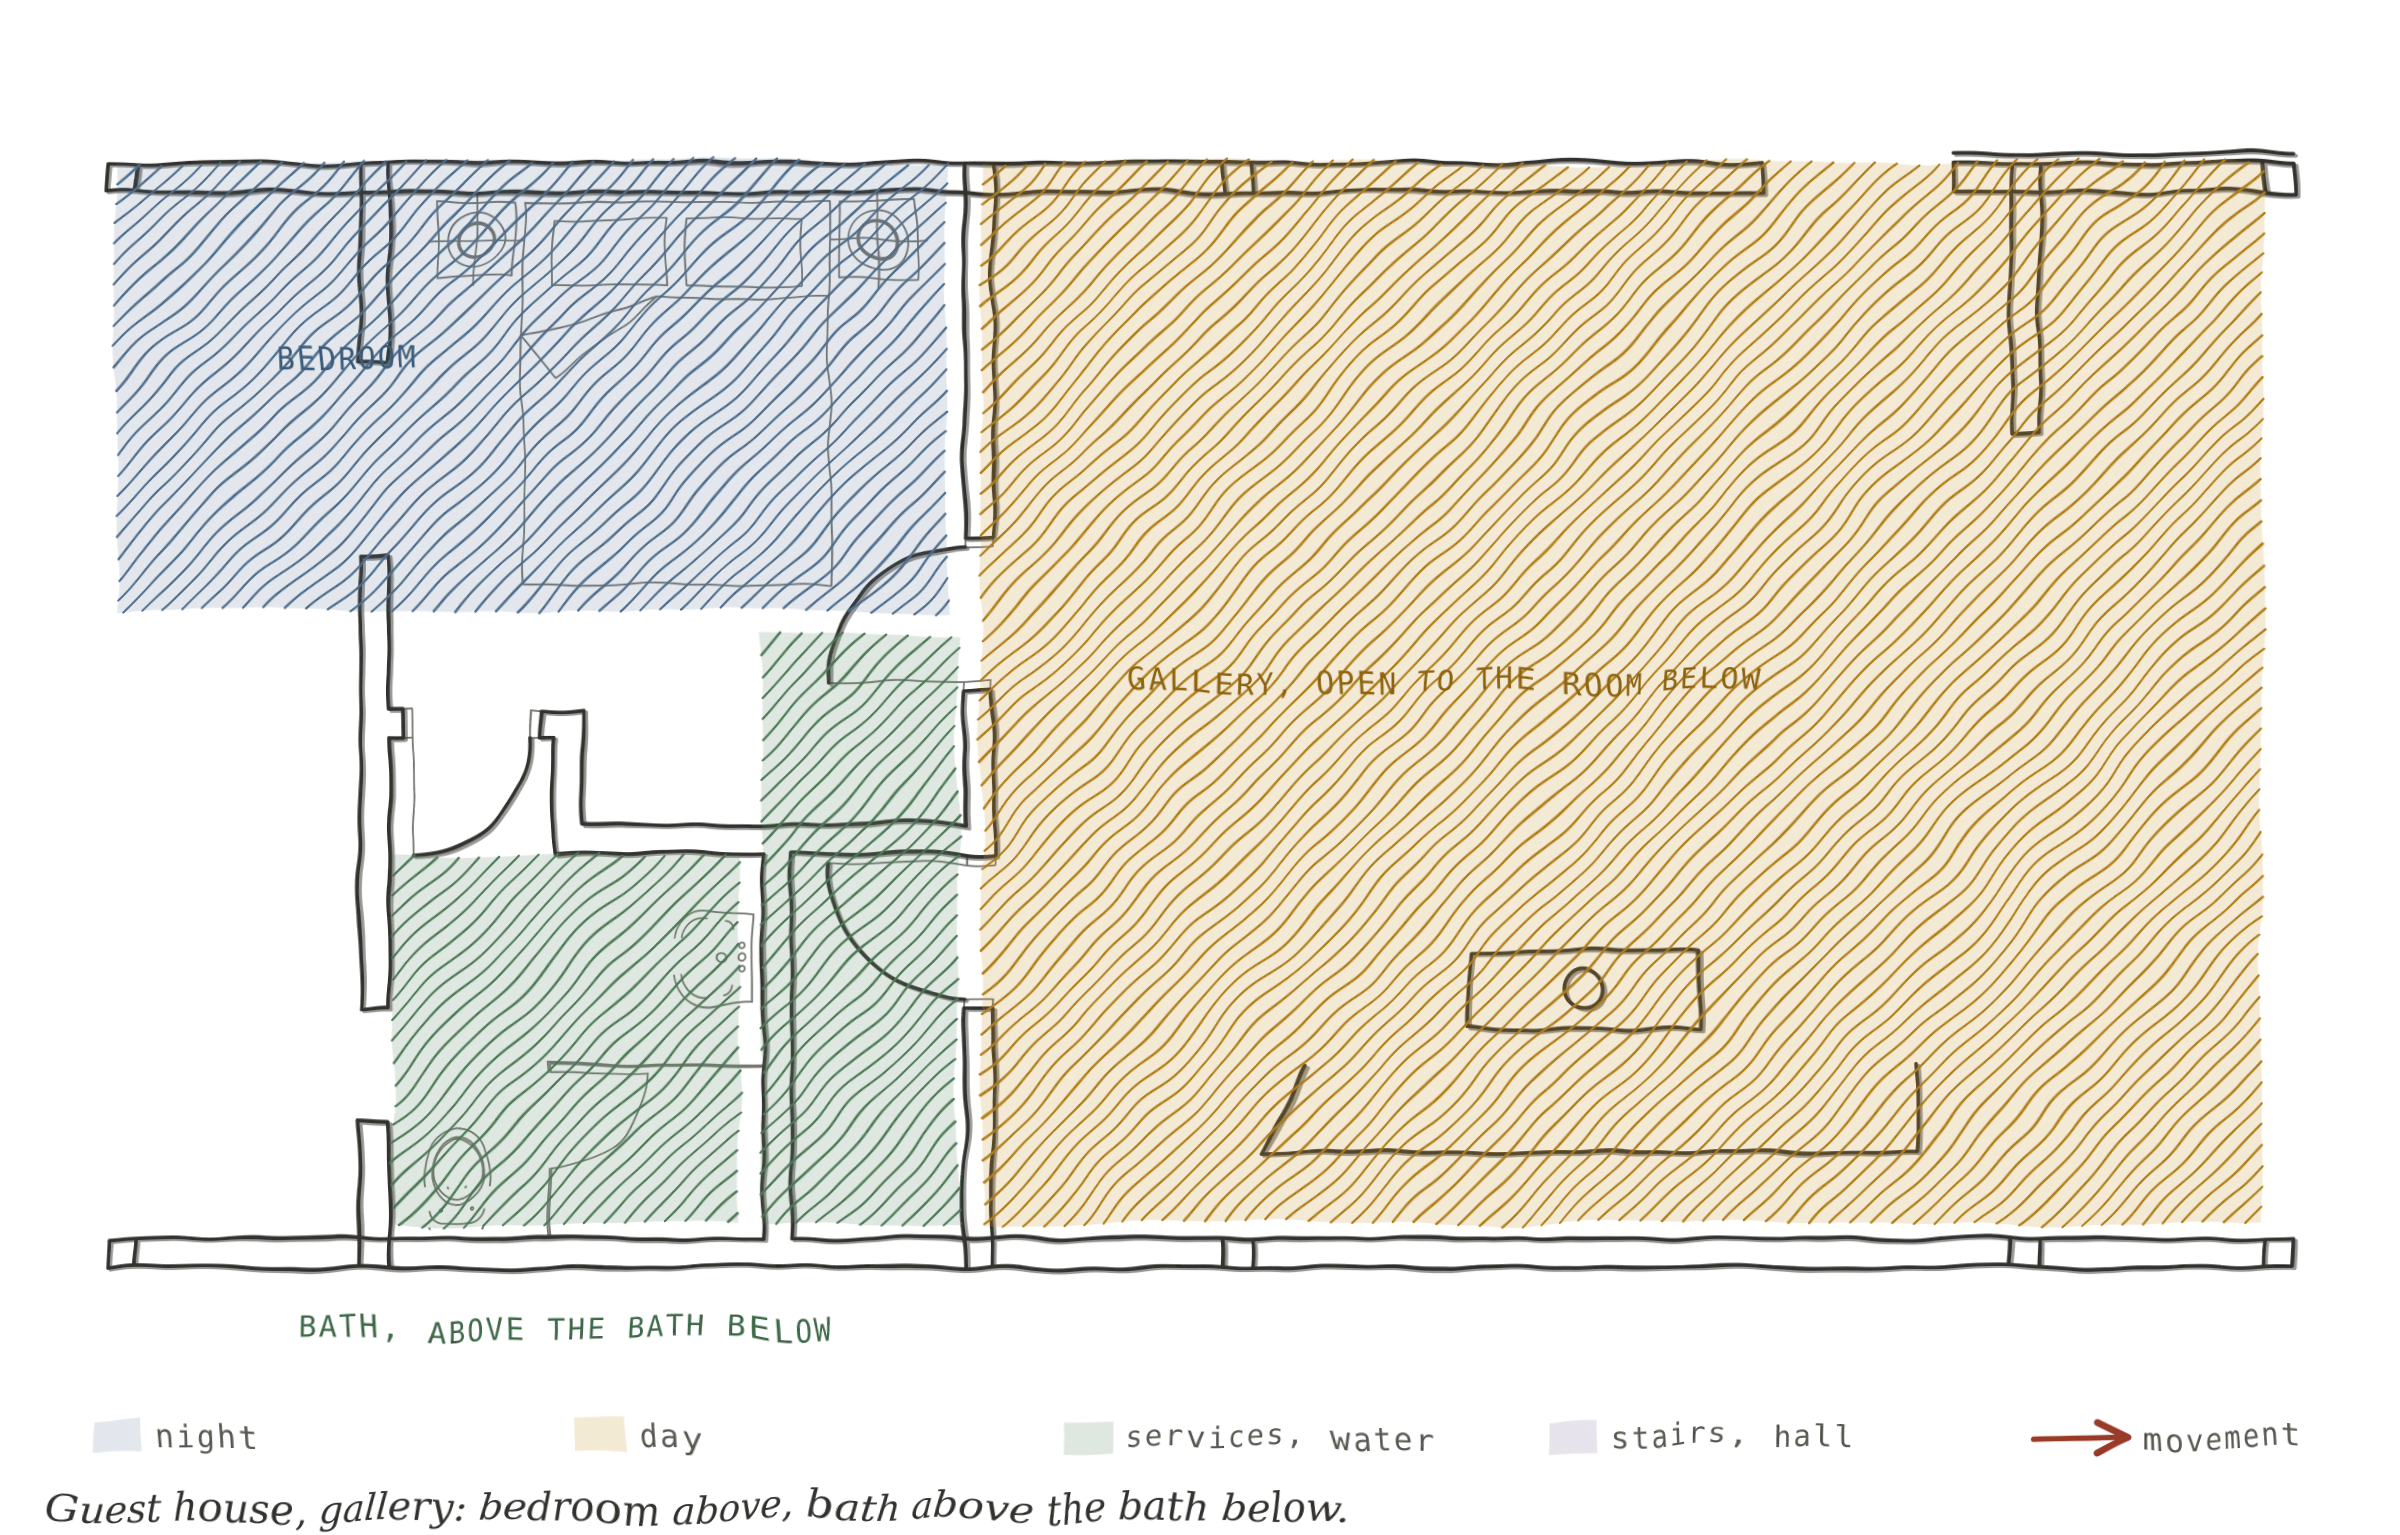 BEDROOM
GALLERY, OPEN TO THE ROOM BELOW
BATH, ABOVE THE BATH BELOW
night
day
services, water
stairs, hall
movement
Guest house, gallery: bedroom above, bath above the bath below.